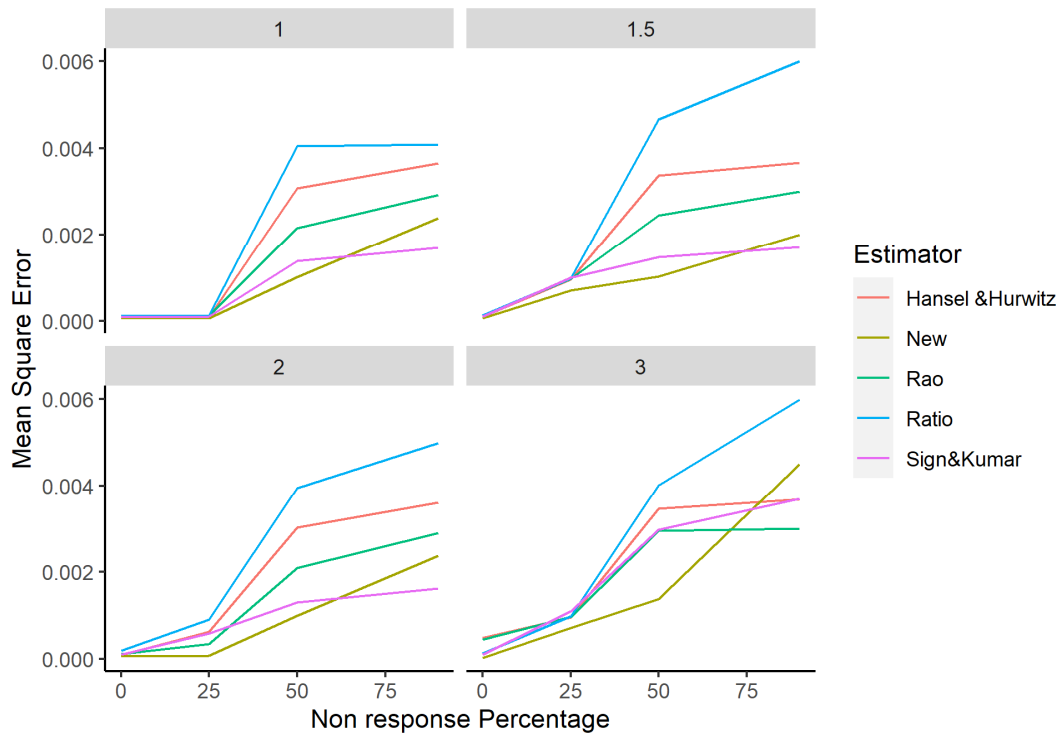 1
1.5
0.006
0.004
0.002
0.000
2
3
0.006
0.004
0.002
0.000
0
25
50
75
0
25
50
75
Mean Square Error
Non response Percentage
Estimator
Hansel &Hurwitz
New
Rao
Ratio
Sign&Kumar